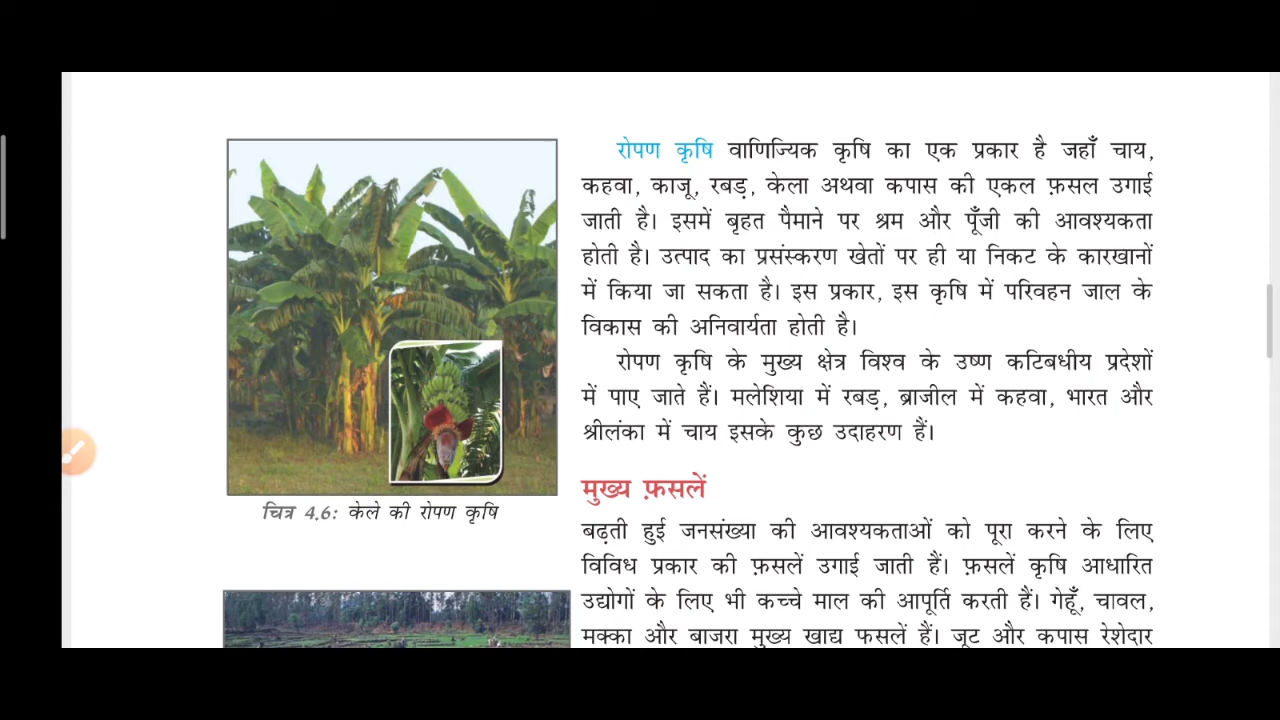 रोपण कृषि वाणिज्यिक कृषि का एक प्रकार है जहाँ चाय,
कहवा, काजू, रबड़, केला अथवा कपास की एकल फ़सल उगाई
जाती है। इसमें बृहत पैमाने पर श्रम और पूँजी की आवश्यकता
होती है। उत्पाद का प्रसंस्करण खेतों पर ही या निकट के कारखानों
में किया जा सकता है। इस प्रकार, इस कृषि में परिवहन जाल के
विकास की अनिवार्यता होती है।
रोपण कृषि के मुख्य क्षेत्र विश्व के उष्ण कटिबधीय प्रदेशों
में पाए जाते हैं। मलेशिया में रबड़, ब्राजील में कहवा, भारत और
श्रीलंका में चाय इसके कुछ उदाहरण हैं।
चित्र 4.6: केले की रोपण कृषि
मुख्य फ़सलें
बढ़ती हुई जनसंख्या की आवश्यकताओं को पूरा करने के लिए
विविध प्रकार की फ़सलें उगाई जाती हैं। फ़सलें कृषि आधारित
उद्योगों के लिए भी कच्चे माल की आपूर्ति करती हैं। गेहूँ, चावल,
मक्का और बाजरा मुख्य खाद्य फसलें हैं। जूट और कपास रेशेदार